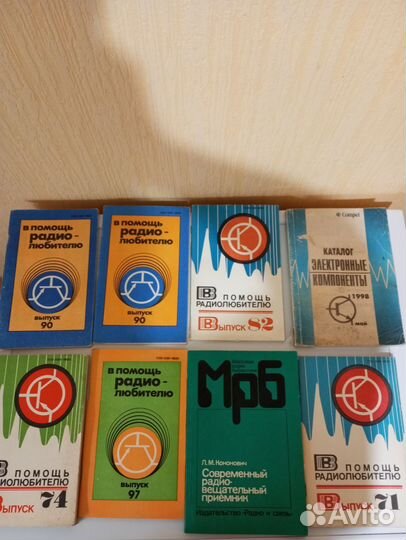 В ПОМОЩЬ
РАДИО-
ЛЮБИТЕЛЮ
ВЫПУСК
90
В ПОМОЩЬ
РАДИО-
ЛЮБИТЕЛЮ
ВЫПУСК
90
В ПОМОЩЬ
РАДИОЛЮБИТЕЛЮ
ВЫПУСК 82
Compel
КАТАЛОГ
ЭЛЕКТРОННЫЕ
КОМПОНЕНТЫ
1998
май
В ПОМОЩЬ
РАДИОЛЮБИТЕЛЮ
ВЫПУСК 74
В ПОМОЩЬ
РАДИО-
ЛЮБИТЕЛЮ
ВЫПУСК
97
Мрб
Л.М. Кононович
Современный
радио-
вещательный
приемник
Издательство «Радио и связь»
В ПОМОЩЬ
РАДИОЛЮБИТЕЛЮ
ВЫПУСК 71
Avito